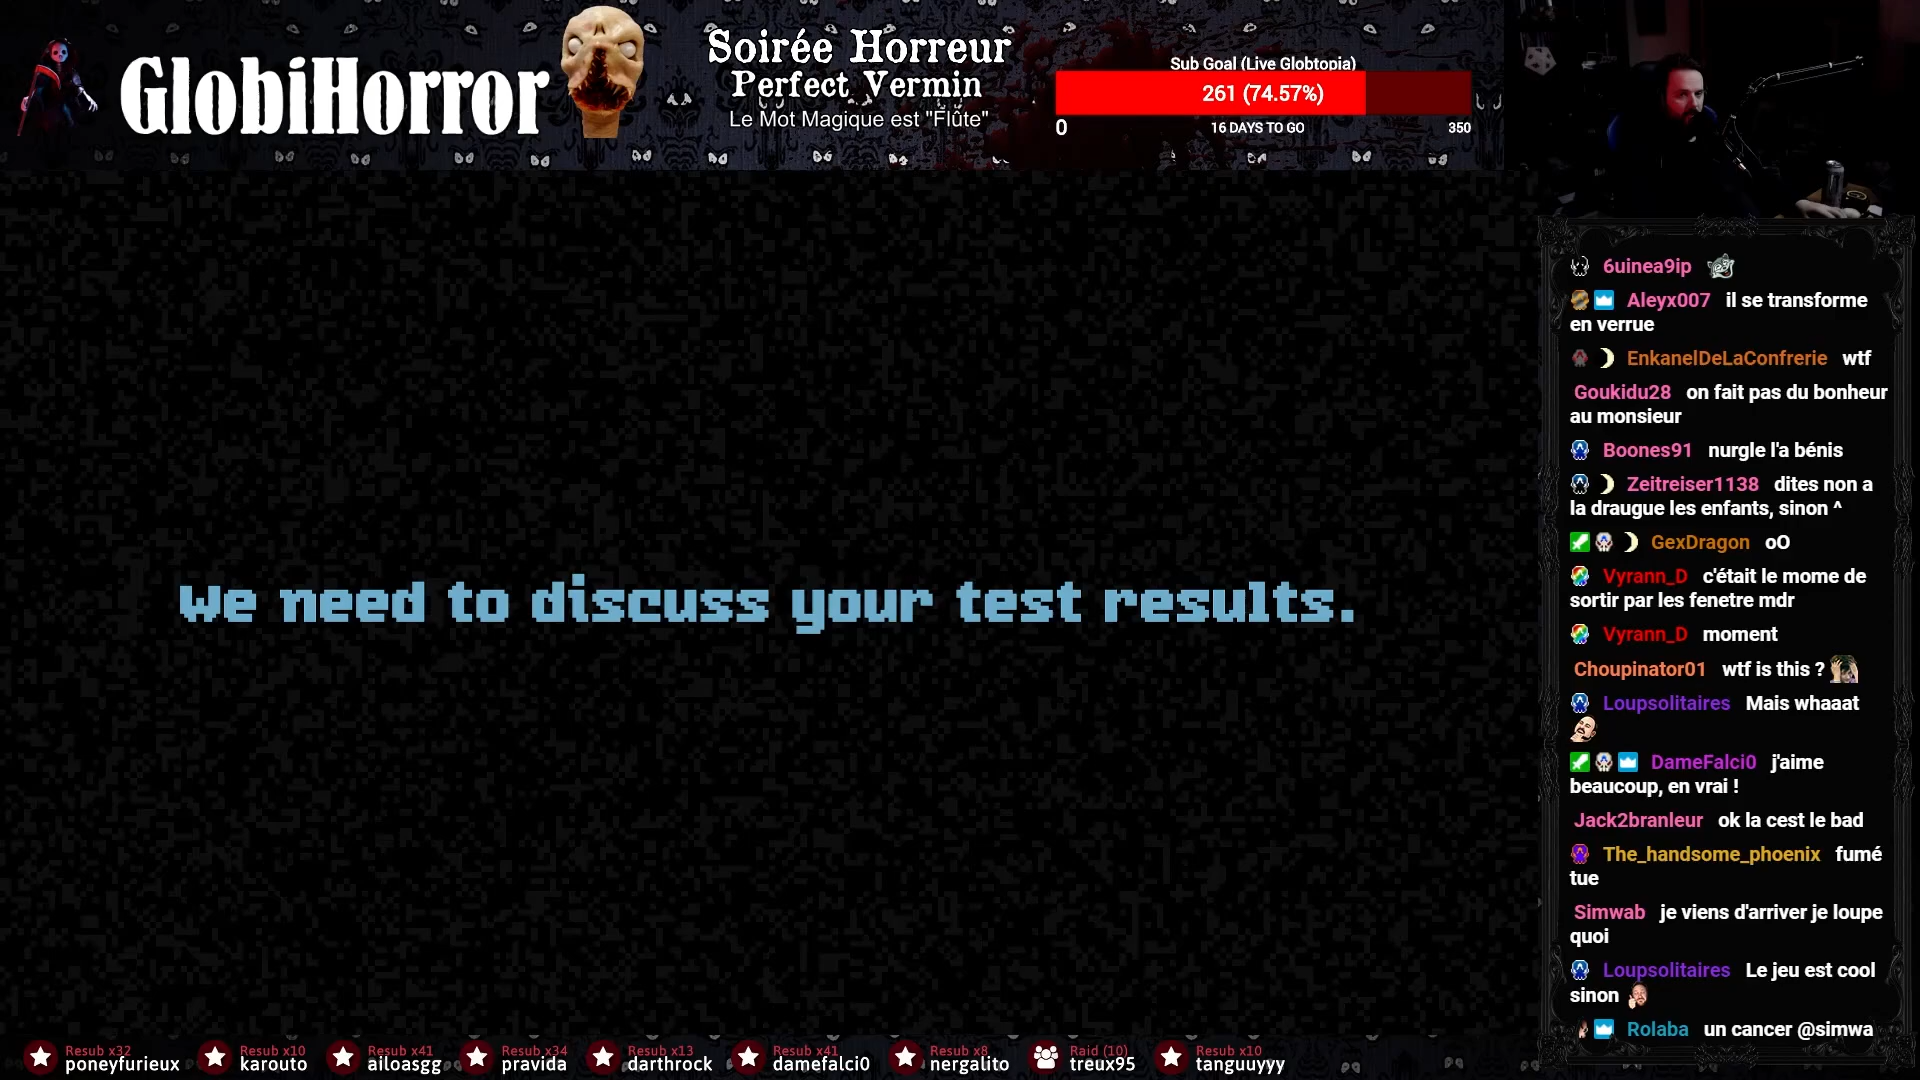 GlobiHorror
Soirée Horreur
Perfect Vermin
Le Mot Magique est "Flûte"
Sub Goal (Live Globtopia)
261 (74.57%)
0
16 DAYS TO GO
350
We need to discuss your test results.
6uinea9ip
Aleyx007 il se transforme
en verrue
EnkanelDeLaConfrerie wtf
Goukidu28 on fait pas du bonheur
au monsieur
Boones91 nurgle l'a bénis
Zeitreiser1138 dites non a
la draugue les enfants, sinon ^
GexDragon oO
Vyrann_D c'était le mome de
sortir par les fenetre mdr
Vyrann_D moment
Choupinator01 wtf is this ?
Loupsolitaires Mais whaaat
DameFalci0 j'aime
beaucoup, en vrai !
Jack2branleur ok la cest le bad
The_handsome_phoenix fumé
tue
Simwab je viens d'arriver je loupe
quoi
Loupsolitaires Le jeu est cool
sinon
Rolaba un cancer @simwa
Resub x32
poneyfurieux
Resub x10
karouto
Resub x41
ailoasgg
Resub x34
pravida
Resub x13
darthrock
Resub x41
damefalci0
Resub x8
nergalito
Raid (10)
treux95
Resub x10
tanguuyyy